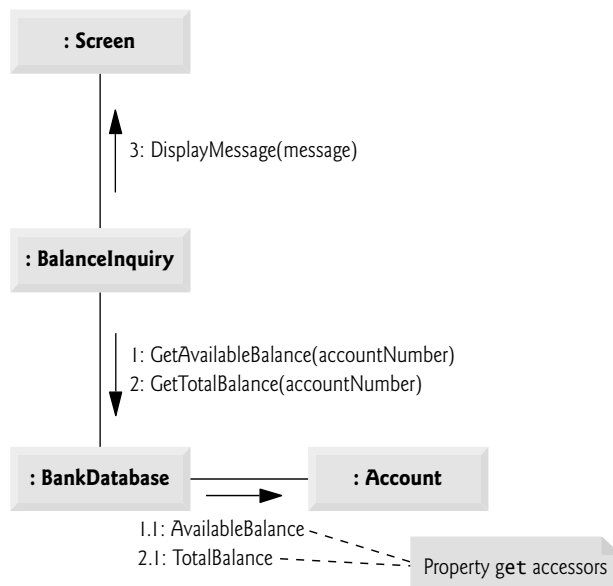 : Screen
3: DisplayMessage(message)
: BalanceInquiry
1: GetAvailableBalance(accountNumber)
2: GetTotalBalance(accountNumber)
: BankDatabase
: Account
1.1: AvailableBalance
2.1: TotalBalance
Property get accessors